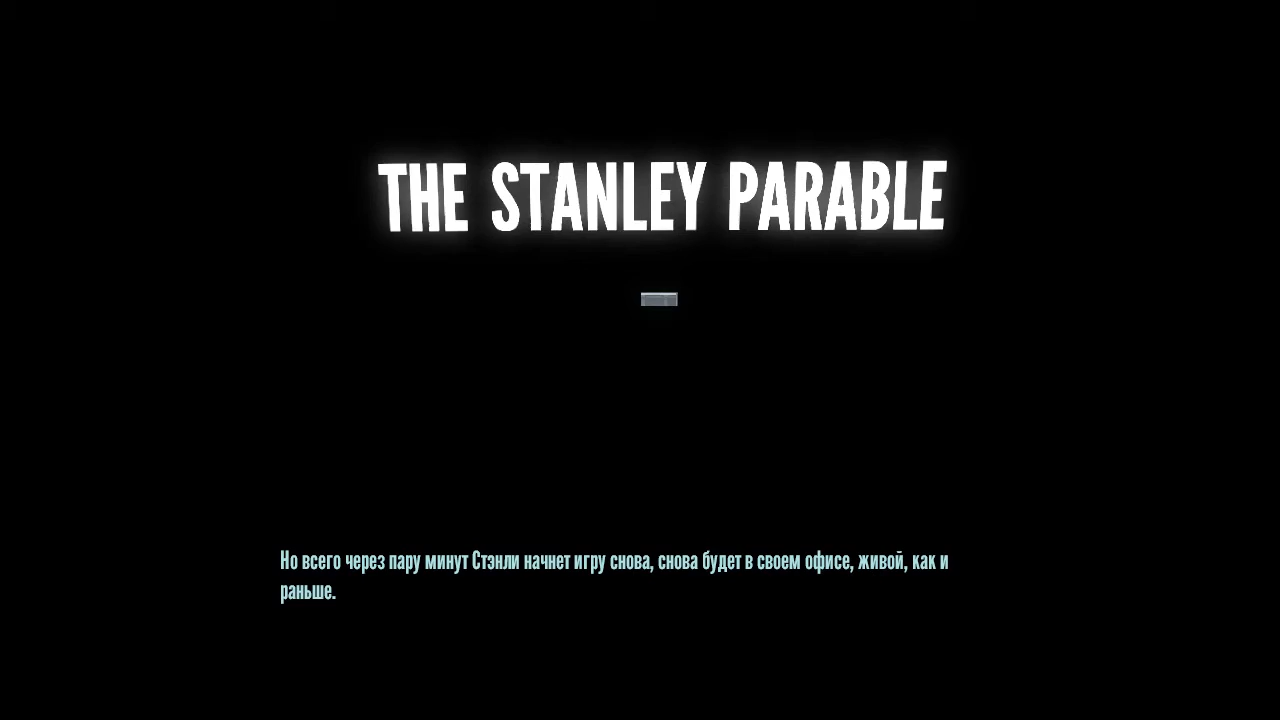 THE STANLEY PARABLE
Но всего через пару минут Стэнли начнет игру снова, снова будет в своем офисе, живой, как и
раньше.